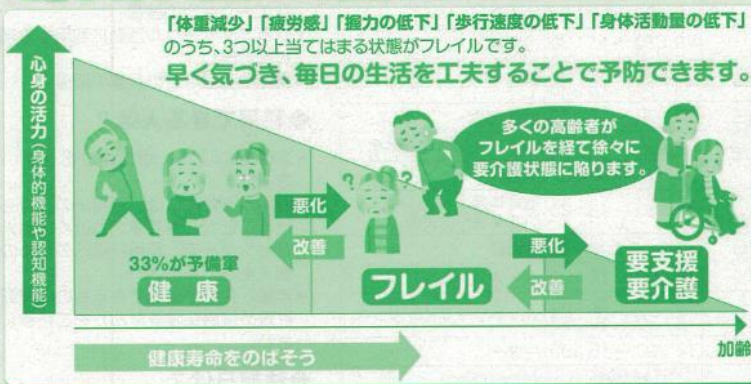 「体重減少」「疲労感」「握力の低下」「歩行速度の低下」「身体活動量の低下」
のうち、3つ以上当てはまる状態がフレイルです。
早く気づき、毎日の生活を工夫することで予防できます。
心身の活力(身体的機能や認知機能)
多くの高齢者が
フレイルを経て徐々に
要介護状態に陥ります。
? ?
悪化
改善
33%が予備軍
健康
フレイル
悪化
改善
要支援
要介護
加齢
健康寿命をのばそう